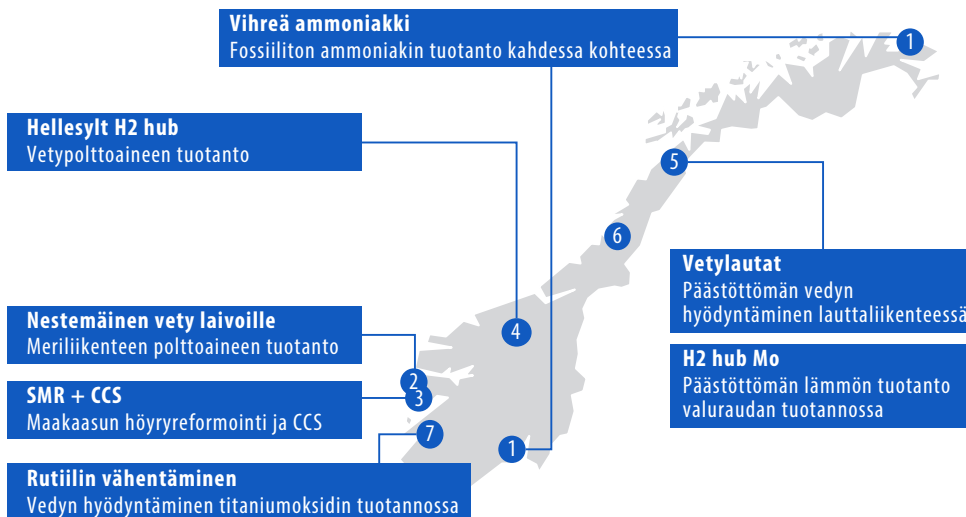 Vihreä ammoniakki
Fossiiliton ammoniakin tuotanto kahdessa kohteessa
1
Hellesylt H2 hub
Vetypolttoaineen tuotanto
5
6
Vetylautat
Päästöttömän vedyn
hyödyntäminen lauttaliikenteessä
Nestemäinen vety laivoille
Meriliikenteen polttoaineen tuotanto
4
H2 hub Mo
Päästöttömän lämmön tuotanto
valuraudan tuotannossa
2
3
SMR + CCS
Maakaasun höyryreformointi ja CCS
7
1
Rutiilin vähentäminen
Vedyn hyödyntäminen titaniumoksidin tuotannossa